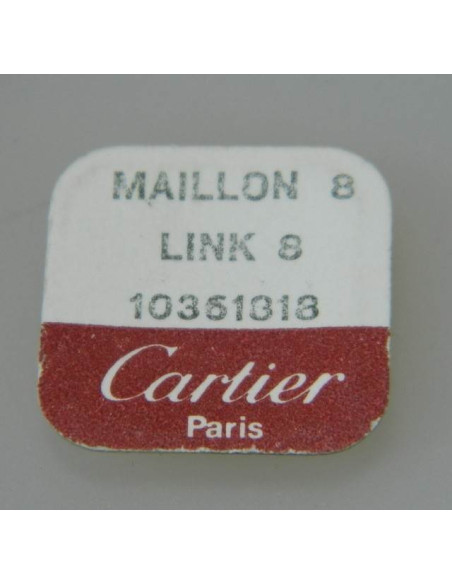 MAILLON 8
LINK 8
10361318
Cartier
Paris